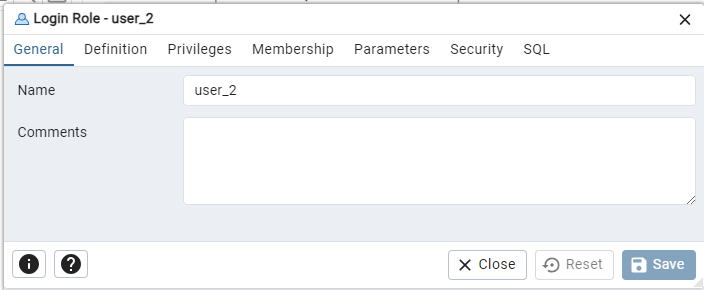 Login Role - user_2
General Definition Privileges Membership Parameters Security SQL
Name user_2
Comments
Close Reset Save